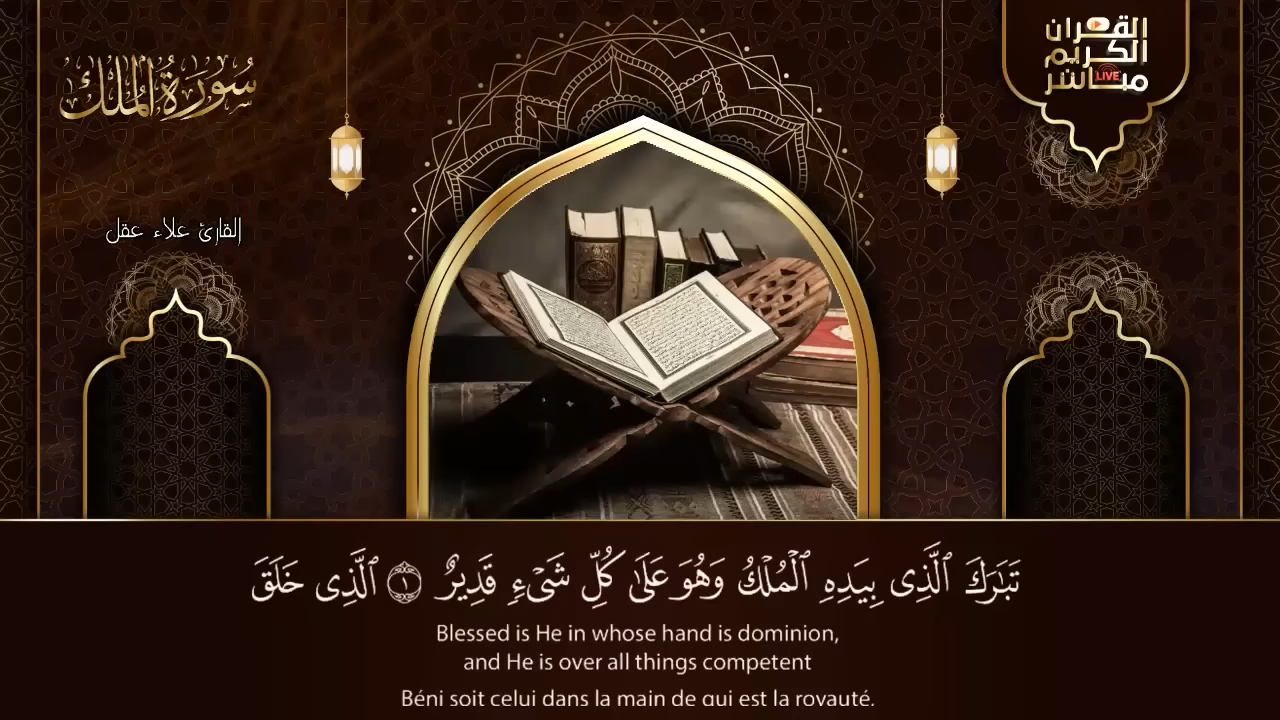 سُورَةُ المُلك
القرآن
الكريم
مباشر
LIVE
القارئ علاء عقل
تَبَٰرَكَ ٱلَّذِى بِيَدِهِ ٱلْمُلْكُ وَهُوَ عَلَىٰ كُلِّ شَىْءٍ قَدِيرٌ ١ ٱلَّذِى خَلَقَ
Blessed is He in whose hand is dominion,
and He is over all things competent
Béni soit celui dans la main de qui est la royauté.